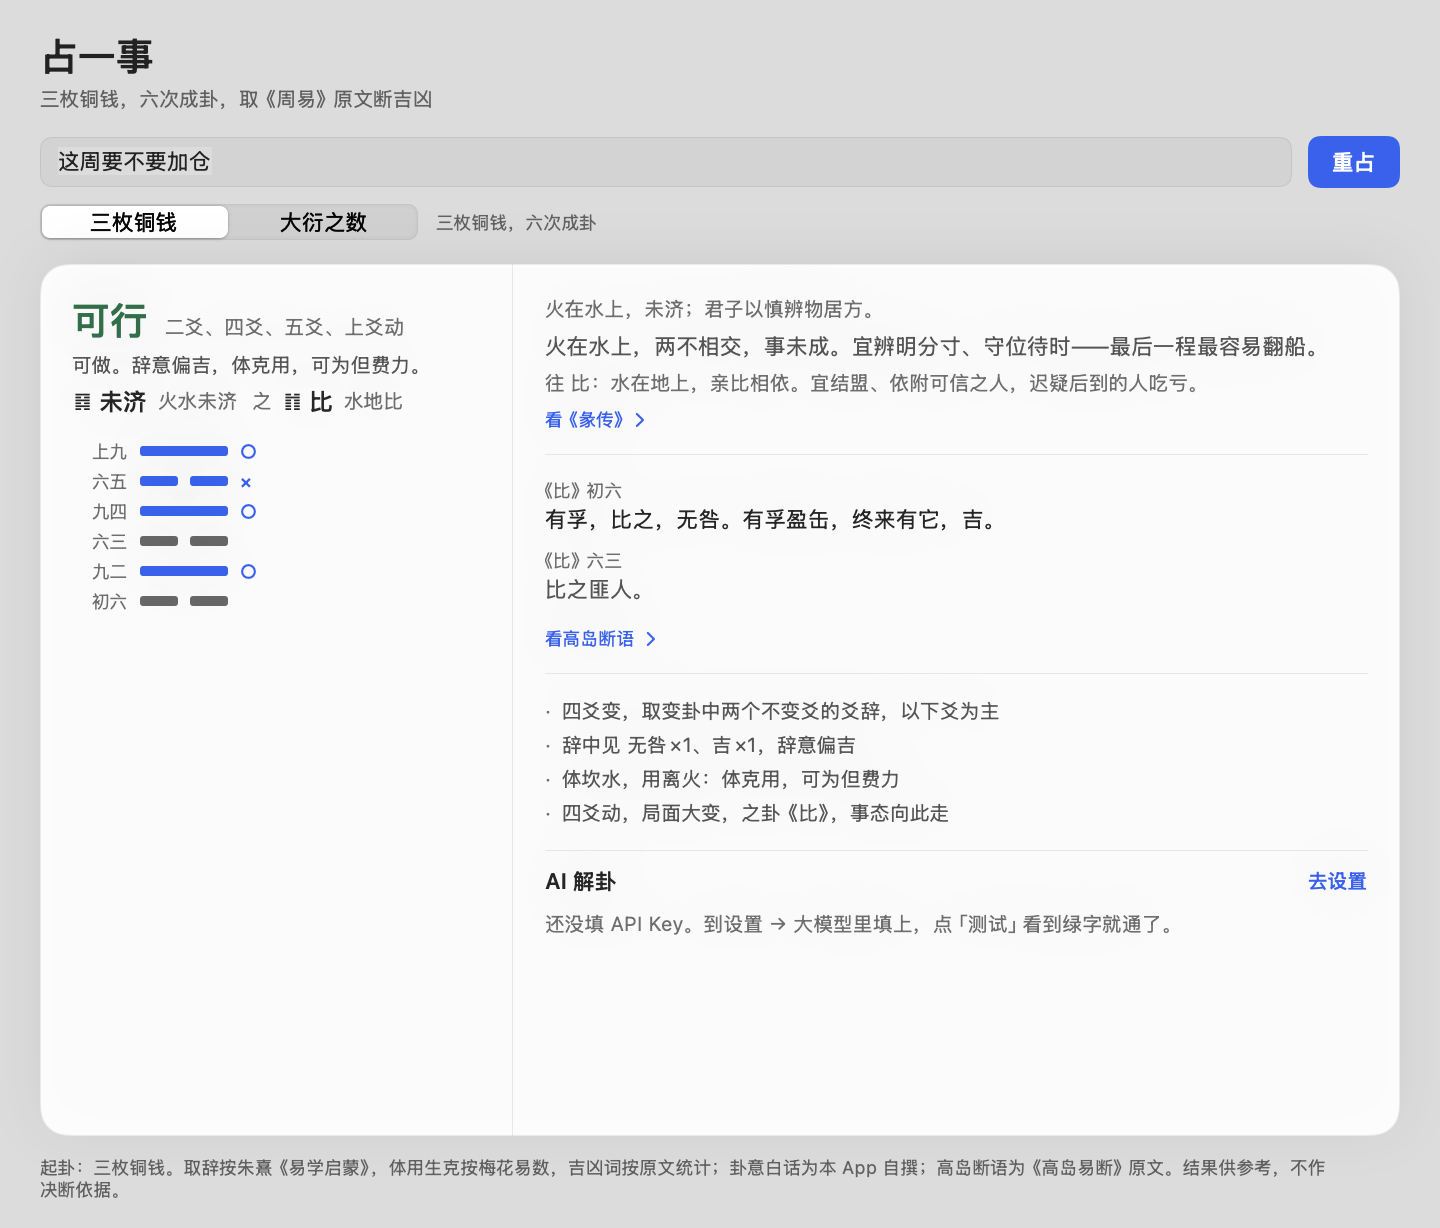 占一事
三枚铜钱，六次成卦，取《周易》原文断吉凶
这周要不要加仓
重占
三枚铜钱 大衍之数 三枚铜钱，六次成卦
可行 二爻、四爻、五爻、上爻动
可做。辞意偏吉，体克用，可为但费力。
䷿ 未济 火水未济 之 ䷇ 比 水地比
上九 ○
六五 ×
九四 ○
六三
九二 ○
初六
火在水上，未济；君子以慎辨物居方。
火在水上，两不相交，事未成。宜辨明分寸、守位待时——最后一程最容易翻船。
往 比：水在地上，亲比相依。宜结盟、依附可信之人，迟疑后到的人吃亏。
看《彖传》 >
《比》初六
有孚，比之，无咎。有孚盈缶，终来有它，吉。
《比》六三
比之匪人。
看高岛断语 >
· 四爻变，取变卦中两个不变爻的爻辞，以下爻为主
· 辞中见 无咎×1、吉×1，辞意偏吉
· 体坎水，用离火：体克用，可为但费力
· 四爻动，局面大变，之卦《比》，事态向此走
AI 解卦 去设置
还没填 API Key。到设置 → 大模型里填上，点「测试」看到绿字就通了。
起卦：三枚铜钱。取辞按朱熹《易学启蒙》，体用生克按梅花易数，吉凶词按原文统计；卦意白话为本 App 自撰；高岛断语为《高岛易断》原文。结果供参考，不作
决断依据。